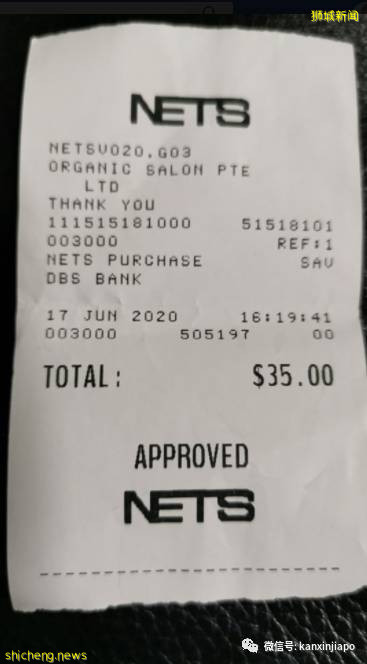 狮城新闻
NETS
NETSV020.G03
ORGANIC SALON PTE
LTD
THANK YOU
111515181000 51518101
003000 REF:1
NETS PURCHASE SAV
DBS BANK
17 JUN 2020 16:19:41
003000 505197 00
TOTAL: $35.00
APPROVED
NETS
微信号: kanxinjiapo
shicheng.news